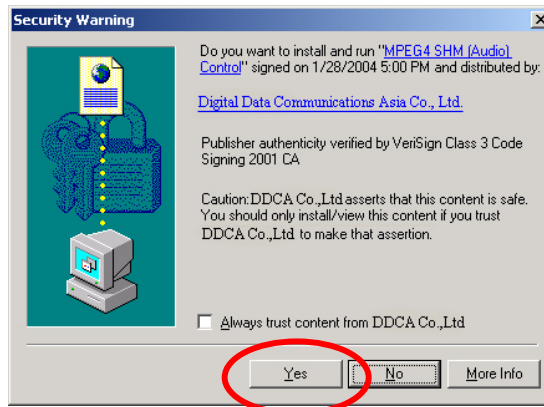 Security Warning
Do you want to install and run "MPEG4 SHM (Audio)
Control" signed on 1/28/2004 5:00 PM and distributed by:
Digital Data Communications Asia Co., Ltd.
Publisher authenticity verified by VeriSign Class 3 Code
Signing 2001 CA
Caution:DDCA Co.,Ltd asserts that this content is safe.
You should only install/view this content if you trust
DDCA Co.,Ltd to make that assertion.
Always trust content from DDCA Co.,Ltd
Yes No More Info